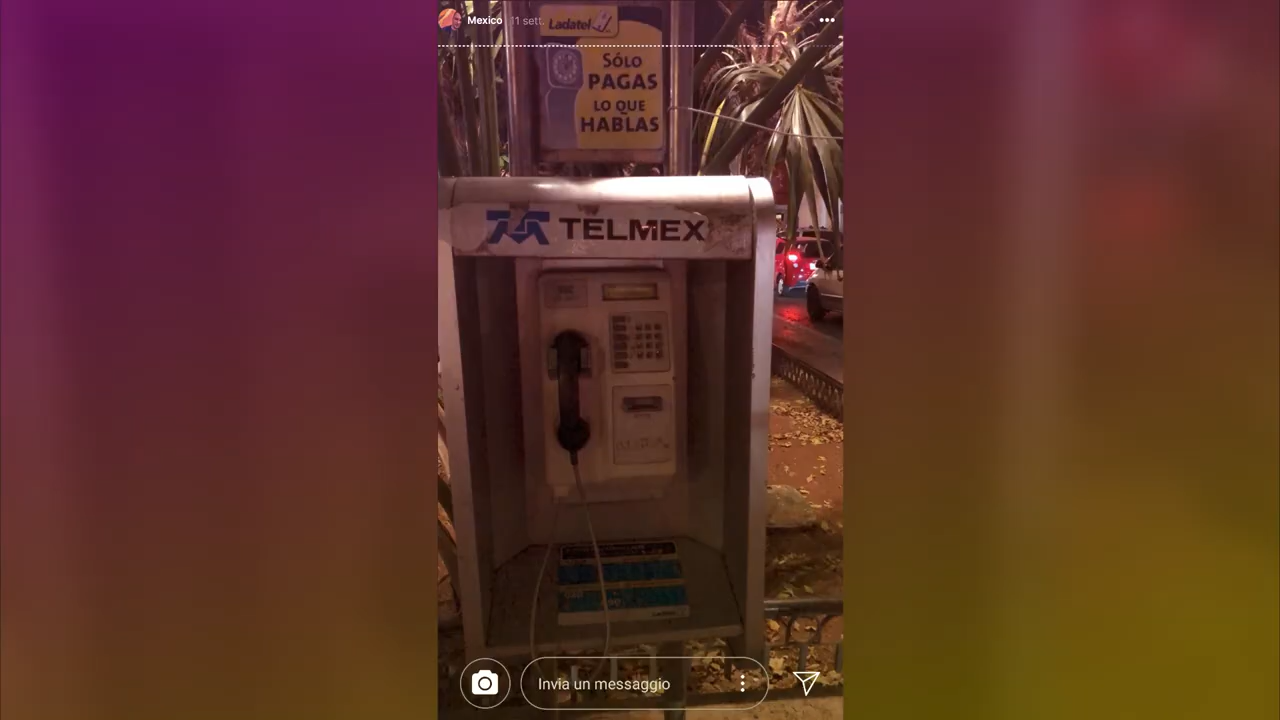 Mexico 11 sett.
Ladatel
SÓLO
PAGAS
LO QUE
HABLAS
TELMEX
Invia un messaggio